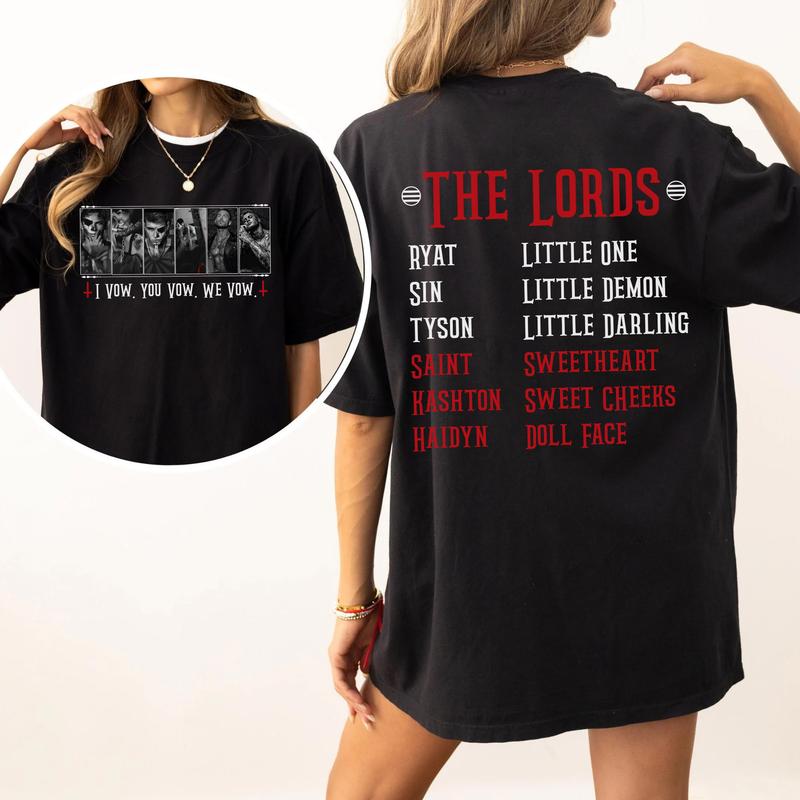 I VOW. YOU VOW. WE VOW.
THE LORDS
RYAT LITTLE ONE
SIN LITTLE DEMON
TYSON LITTLE DARLING
SAINT SWEETHEART
KASHTON SWEET CHEEKS
HAIDYN DOLL FACE